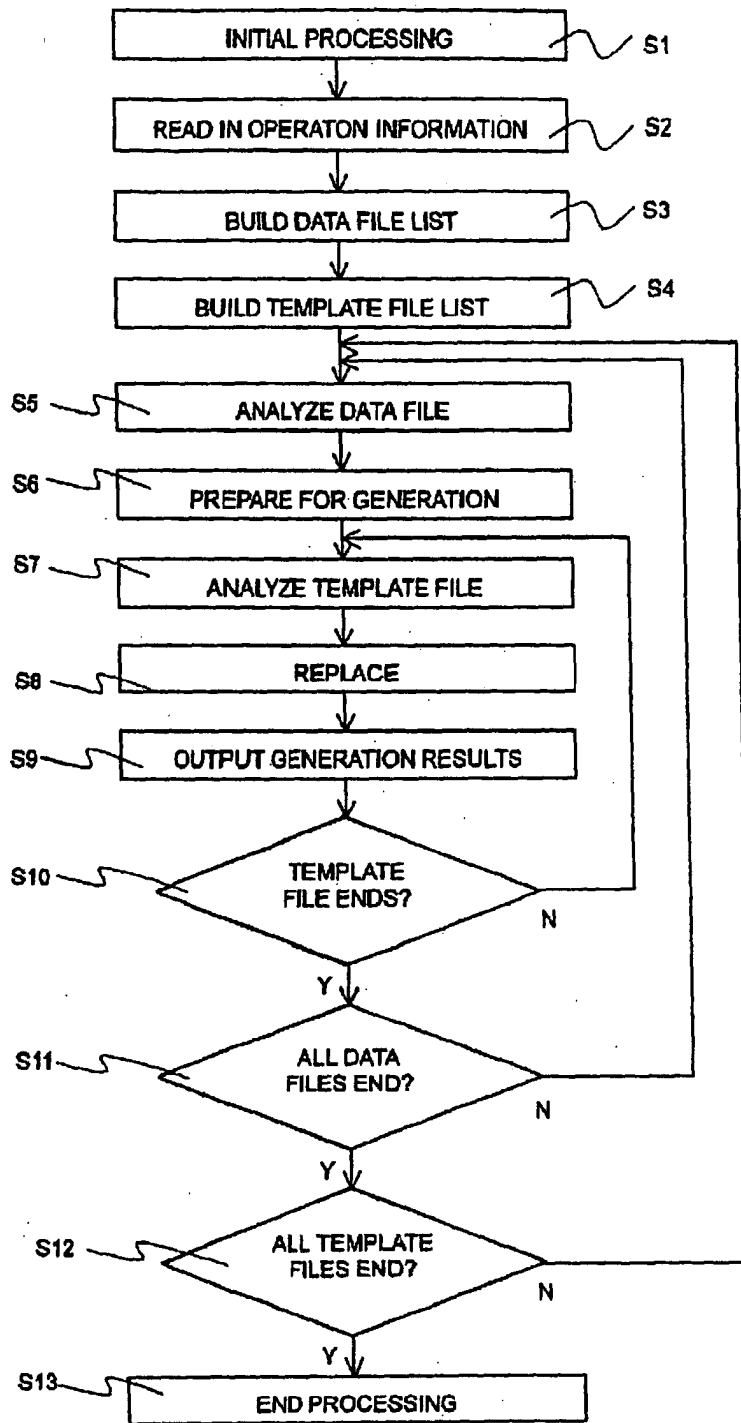 INITIAL PROCESSING
S1
READ IN OPERATON INFORMATION
S2
BUILD DATA FILE LIST
S3
BUILD TEMPLATE FILE LIST
S4
S5
ANALYZE DATA FILE
S6
PREPARE FOR GENERATION
S7
ANALYZE TEMPLATE FILE
S8
REPLACE
S9
OUTPUT GENERATION RESULTS
S10
TEMPLATE
FILE ENDS?
N
Y
S11
ALL DATA
FILES END?
N
Y
S12
ALL TEMPLATE
FILES END?
N
Y
S13
END PROCESSING